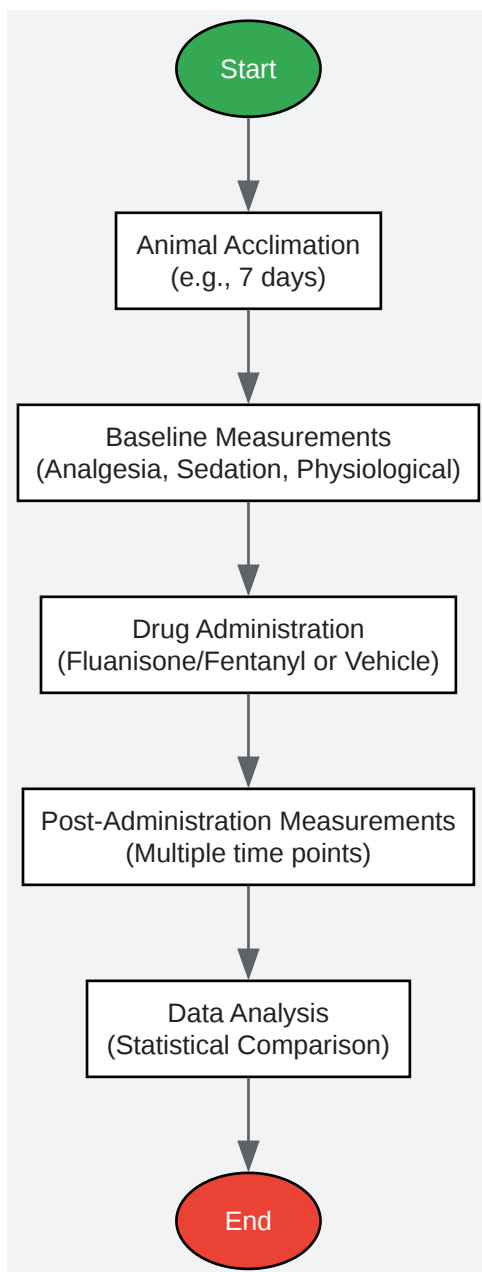 Start
Animal Acclimation
(e.g., 7 days)
Baseline Measurements
(Analgesia, Sedation, Physiological)
Drug Administration
(Fluanisone/Fentanyl or Vehicle)
Post-Administration Measurements
(Multiple time points)
Data Analysis
(Statistical Comparison)
End